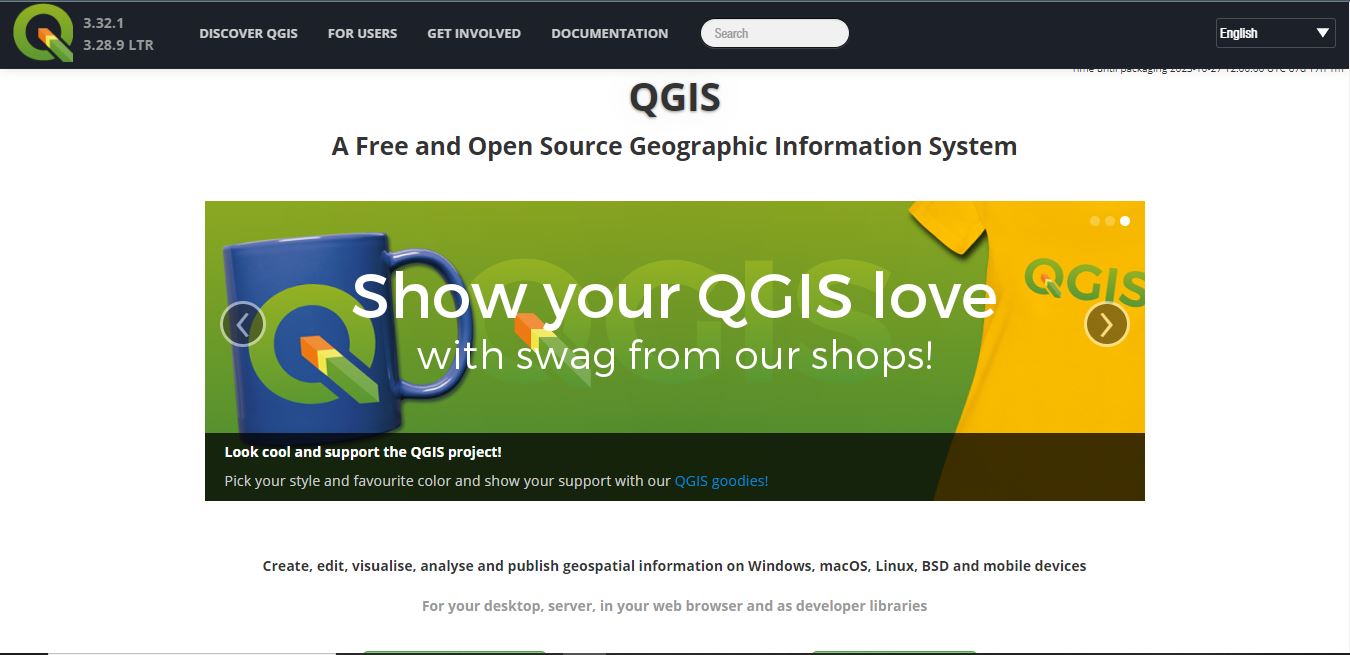 3.32.1
3.28.9 LTR
DISCOVER QGIS
FOR USERS
GET INVOLVED
DOCUMENTATION
Search
English
QGIS
A Free and Open Source Geographic Information System
QGIS
Show your QGIS love
with swag from our shops!
Look cool and support the QGIS project!
Pick your style and favourite color and show your support with our QGIS goodies!
Create, edit, visualise, analyse and publish geospatial information on Windows, macOS, Linux, BSD and mobile devices
For your desktop, server, in your web browser and as developer libraries